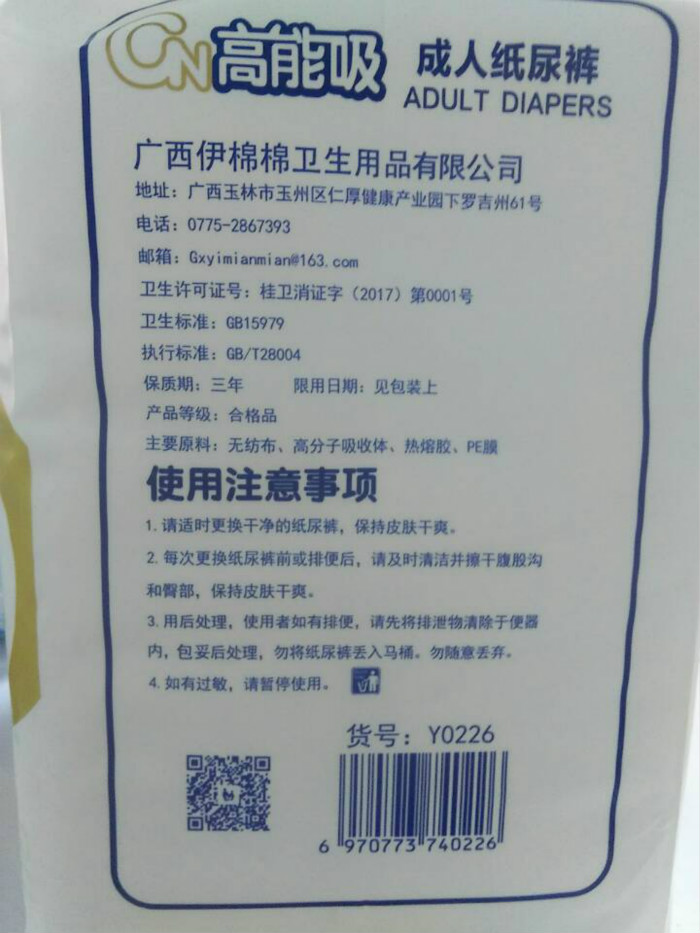 CN高能吸 成人纸尿裤
ADULT DIAPERS
广西伊棉棉卫生用品有限公司
地址：广西玉林市玉州区仁厚健康产业园下罗吉州61号
电话：0775-2867393
邮箱：Gxyimianmian@163.com
卫生许可证号：桂卫消证字（2017）第0001号
卫生标准：GB15979
执行标准：GB/T28004
保质期：三年 限用日期：见包装上
产品等级：合格品
主要原料：无纺布、高分子吸收体、热熔胶、PE膜
使用注意事项
1.请适时更换干净的纸尿裤，保持皮肤干爽。
2.每次更换纸尿裤前或排便后，请及时清洁并擦干腹股沟
和臀部，保持皮肤干爽。
3.用后处理，使用者如有排便，请先将排泄物清除于便器
内，包妥后处理，勿将纸尿裤丢入马桶。勿随意丢弃。
4.如有过敏，请暂停使用。
货号：Y0226
6 970773 740226